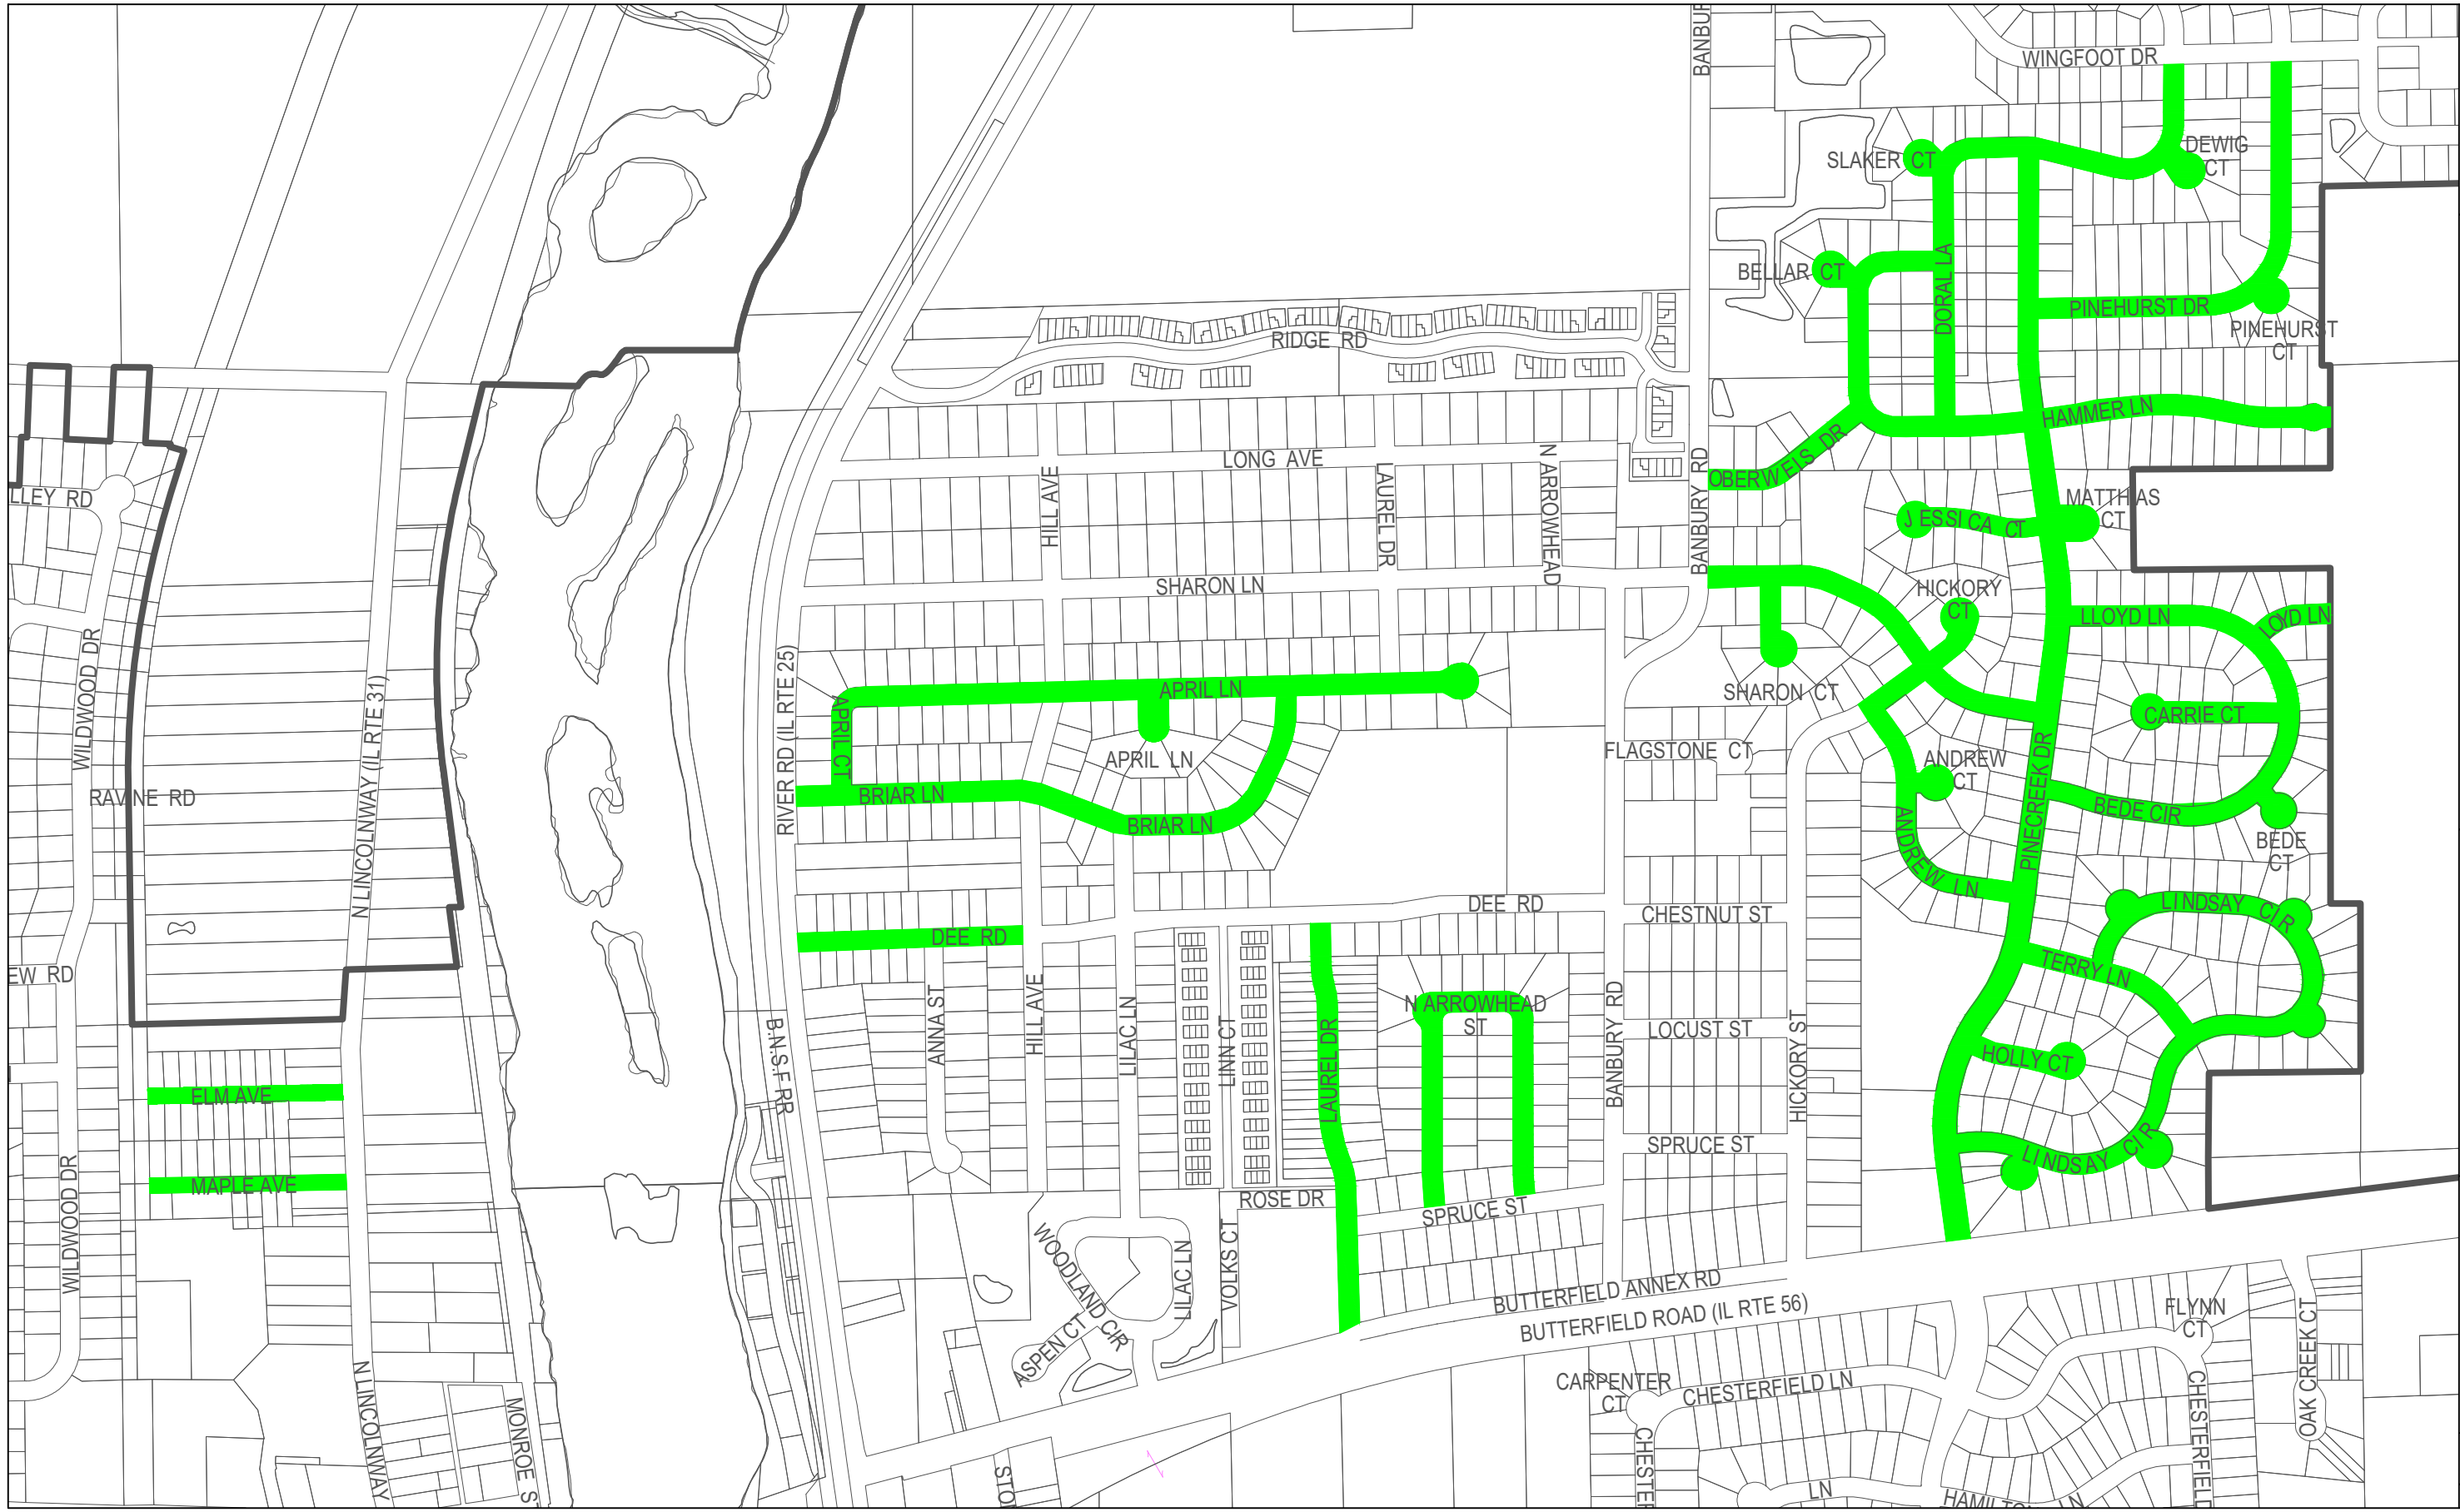 BANBUR
WINGFOOT DR
SLAKER CT
DEWIG
CT
BELLAR CT
DORAL LA
PINEHURST DR
PINEHURST
CT
RIDGE RD
HAMMER LN
OBERWEIS DR
LONG AVE
HILL AVE
LAUREL DR
N ARROWHEAD
BANBURY RD
LLEY RD
MATTHIAS
CT
JESSICA CT
SHARON LN
HICKORY
CT
LLOYD LN
LOYD LN
WILDWOOD DR
N LINCOLNWAY (IL RTE 31)
RIVER RD (IL RTE 25)
APRIL LN
APRIL CT
SHARON CT
CARRIE CT
FLAGSTONE CT
APRIL LN
ANDREW
CT
RAVINE RD
BRIAR LN
BRIAR LN
PINECREEK DR
BEDE CIR
BEDE
CT
ANDREW LN
DEE RD
CHESTNUT ST
LINDSAY CIR
DEE RD
TERRY LN
EW RD
ANNA ST
HILL AVE
LILAC LN
LINN CT
LAUREL DR
N ARROWHEAD
ST
BANBURY RD
LOCUST ST
HICKORY ST
B.N.S.F RR
HOLLY CT
ELM AVE
SPRUCE ST
LINDSAY CIR
MAPLE AVE
WILDWOOD DR
ROSE DR
SPRUCE ST
WOODLAND CIR
LILAC LN
VOLKS CT
BUTTERFIELD ANNEX RD
BUTTERFIELD ROAD (IL RTE 56)
FLYNN
CT
OAK CREEK CT
ASPEN CT
CARPENTER
CT
CHESTERFIELD LN
N LINCOLNWAY
MONROE S
STO
CHESTER
CHESTERFIELD
LN
HAMILTO
LN